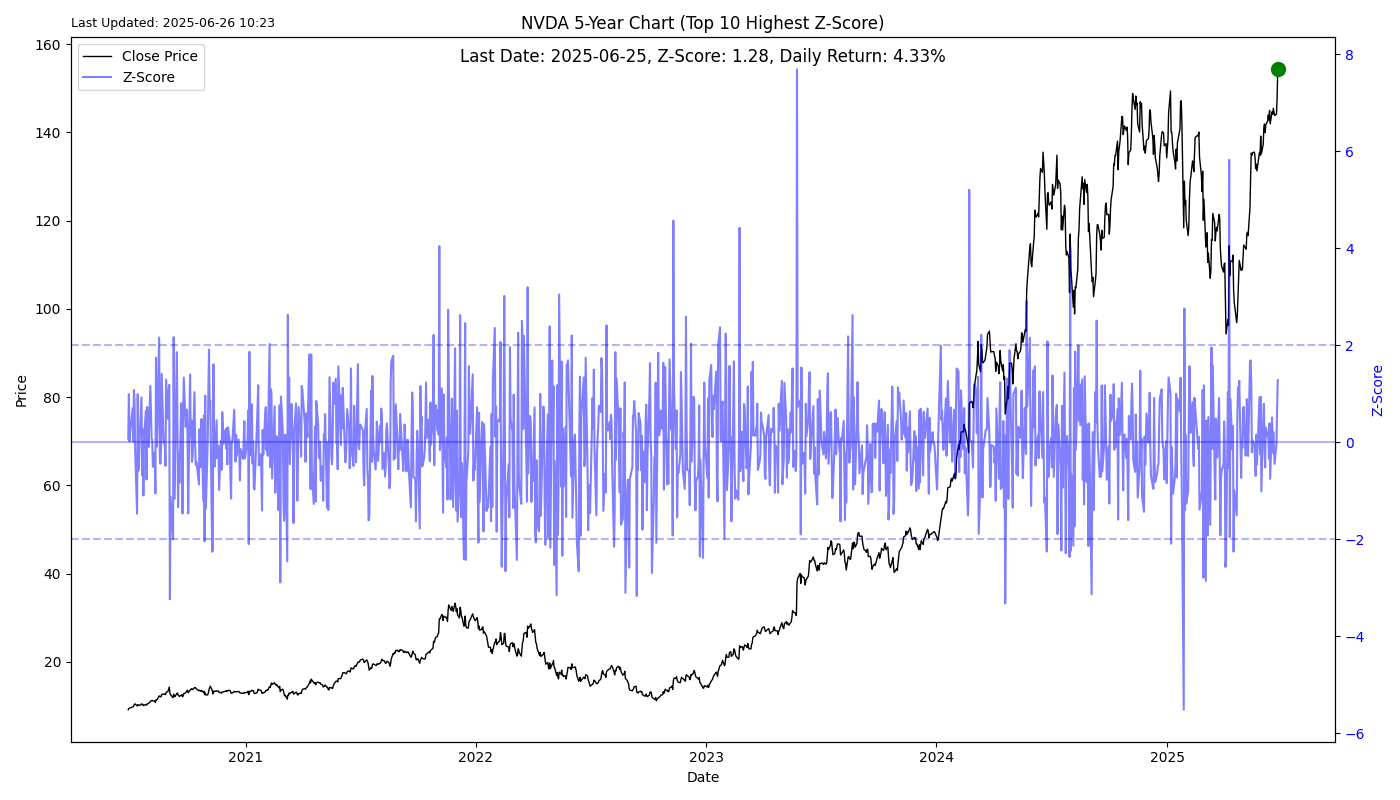 Last Updated: 2025-06-26 10:23
NVDA 5-Year Chart (Top 10 Highest Z-Score)
Last Date: 2025-06-25, Z-Score: 1.28, Daily Return: 4.33%
Close Price
Z-Score
160
140
120
100
80
60
40
20
Price
8
6
4
2
0
−2
−4
−6
Z-Score
2021
2022
2023
2024
2025
Date